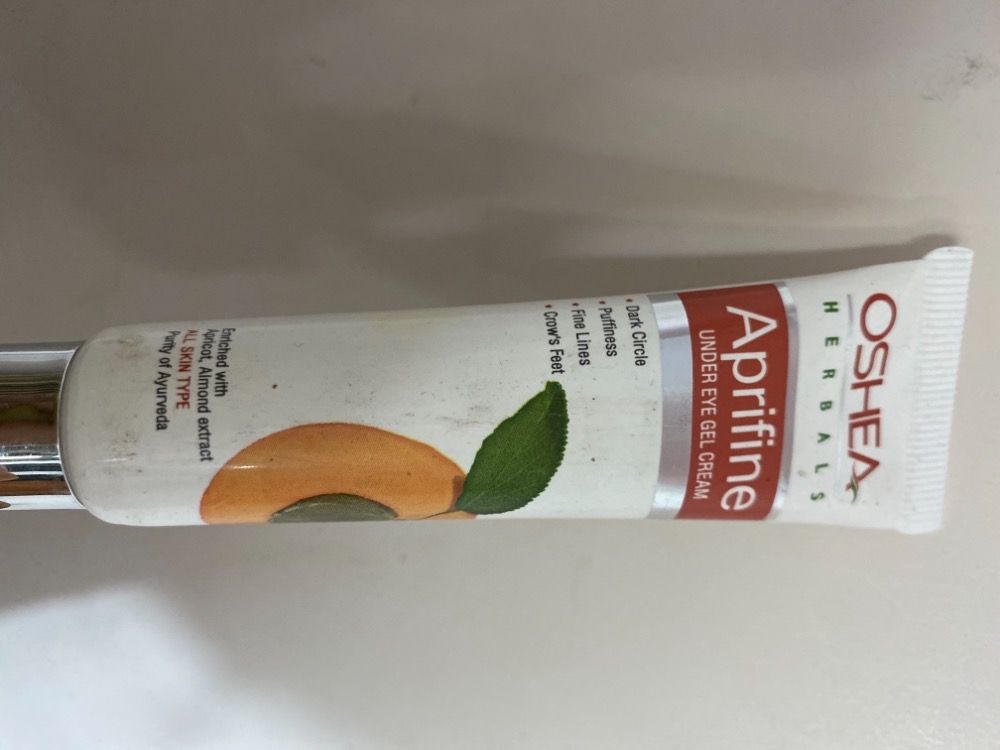 OSHEA
HERBALS
Aprifine
UNDER EYE GEL CREAM
• Dark Circle
• Puffiness
• Fine Lines
• Crow's Feet
Enriched with
Apricot, Almond extract
ALL SKIN TYPE
Purity of Ayurveda